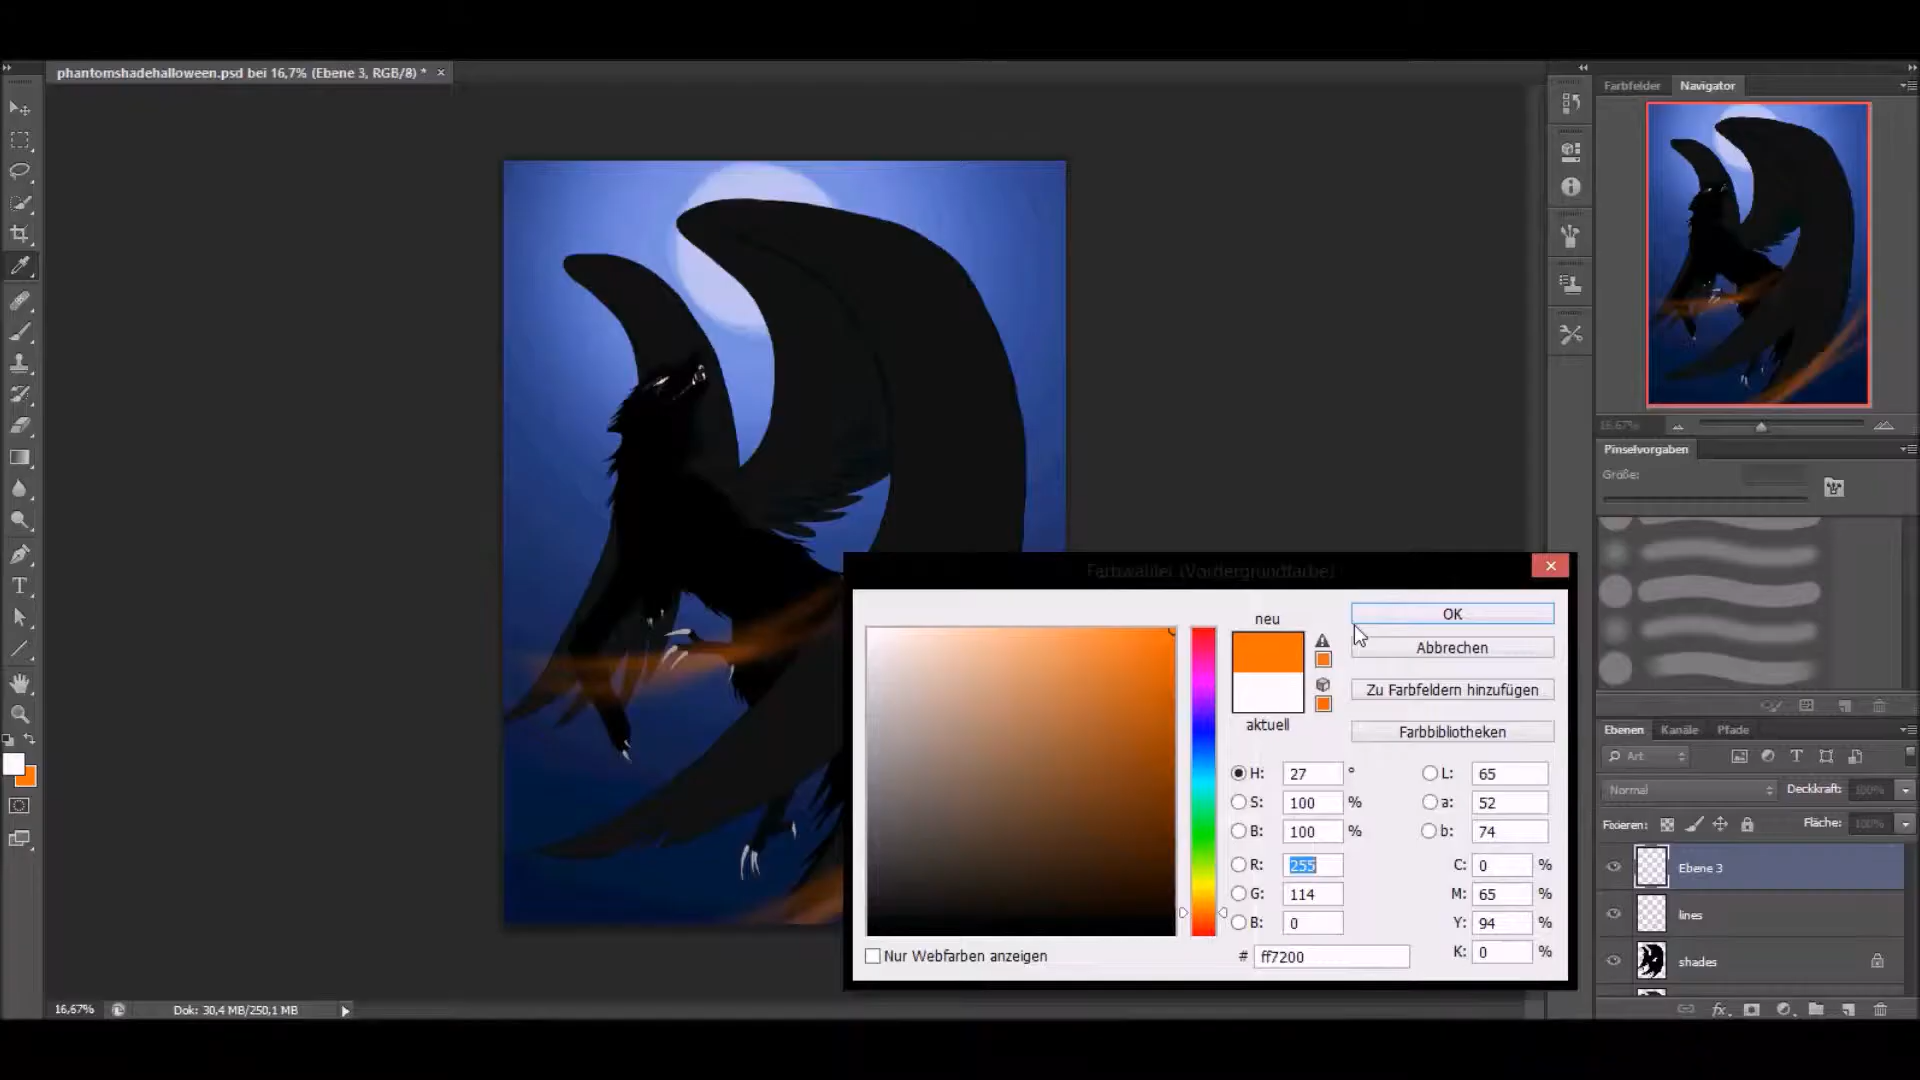 phantomshadehalloween.psd bei 16,7% (Ebene 3, RGB/8) *
Farbfelder
Navigator
16,67%
Pinselvorgaben
Größe:
Farbwähler (Vordergrundfarbe)
neu
aktuell
OK
Abbrechen
Zu Farbfeldern hinzufügen
Farbbibliotheken
H: 27 °
S: 100 %
B: 100 %
R: 255
G: 114
B: 0
L: 65
a: 52
b: 74
C: 0 %
M: 65 %
Y: 94 %
K: 0 %
# ff7200
Nur Webfarben anzeigen
Ebenen
Kanäle
Pfade
Art
Normal
Deckkraft: 100%
Fixieren:
Fläche: 100%
Ebene 3
lines
shades
fx
16,67%
Dok: 30,4 MB/250,1 MB